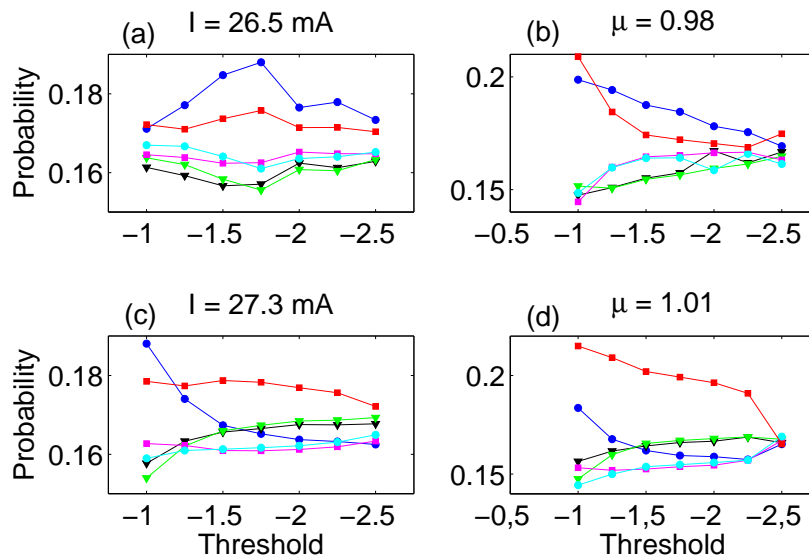 (a) I = 26.5 mA
(b) μ = 0.98
Probability
0.18
0.16
−1 −1.5 −2 −2.5
0.2
0.15
−0.5 −1 −1.5 −2 −2.5
(c) I = 27.3 mA
(d) μ = 1.01
Probability
0.18
0.16
−1 −1.5 −2 −2.5
Threshold
0.2
0.15
−0,5 −1 −1,5 −2 −2,5
Threshold